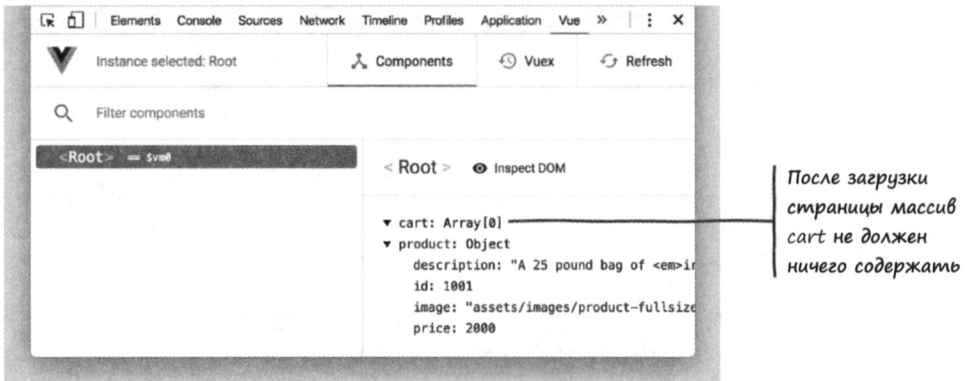 Elements Console Sources Network Timeline Profiles Application Vue »
Instance selected: Root
Components
Vuex
Refresh
Filter components
<Root> == $vm0
< Root > Inspect DOM
▼ cart: Array[0]
▼ product: Object
description: "A 25 pound bag of <em>ir
id: 1001
image: "assets/images/product-fullsize
price: 2000
После загрузки
страницы массив
cart не должен
ничего содержать